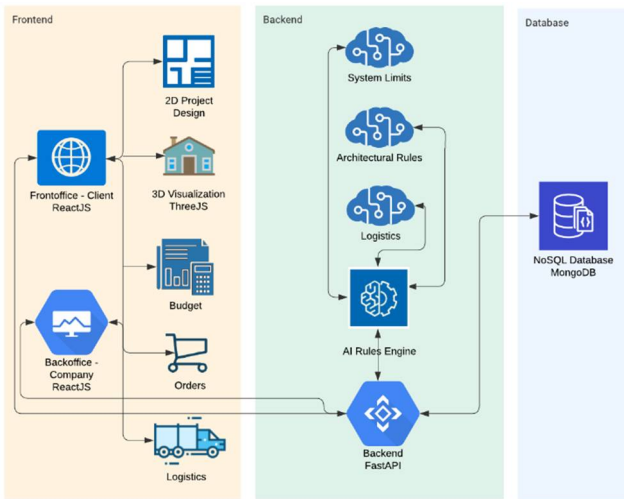 Frontend
2D Project
Design
Frontoffice - Client
ReactJS
3D Visualization
ThreeJS
Budget
Backoffice -
Company
ReactJS
Orders
Logistics
Backend
System Limits
Architectural Rules
Logistics
AI Rules Engine
Backend
FastAPI
Database
NoSQL Database
MongoDB